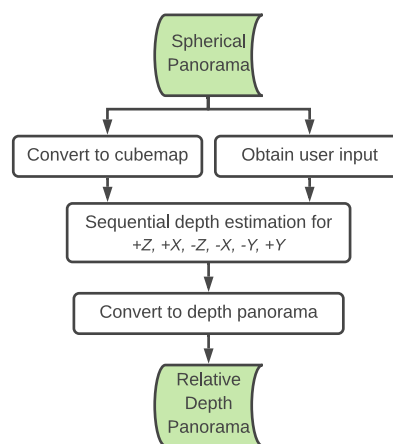 Spherical
Panorama
Convert to cubemap
Obtain user input
Sequential depth estimation for
+Z, +X, -Z, -X, -Y, +Y
Convert to depth panorama
Relative
Depth
Panorama